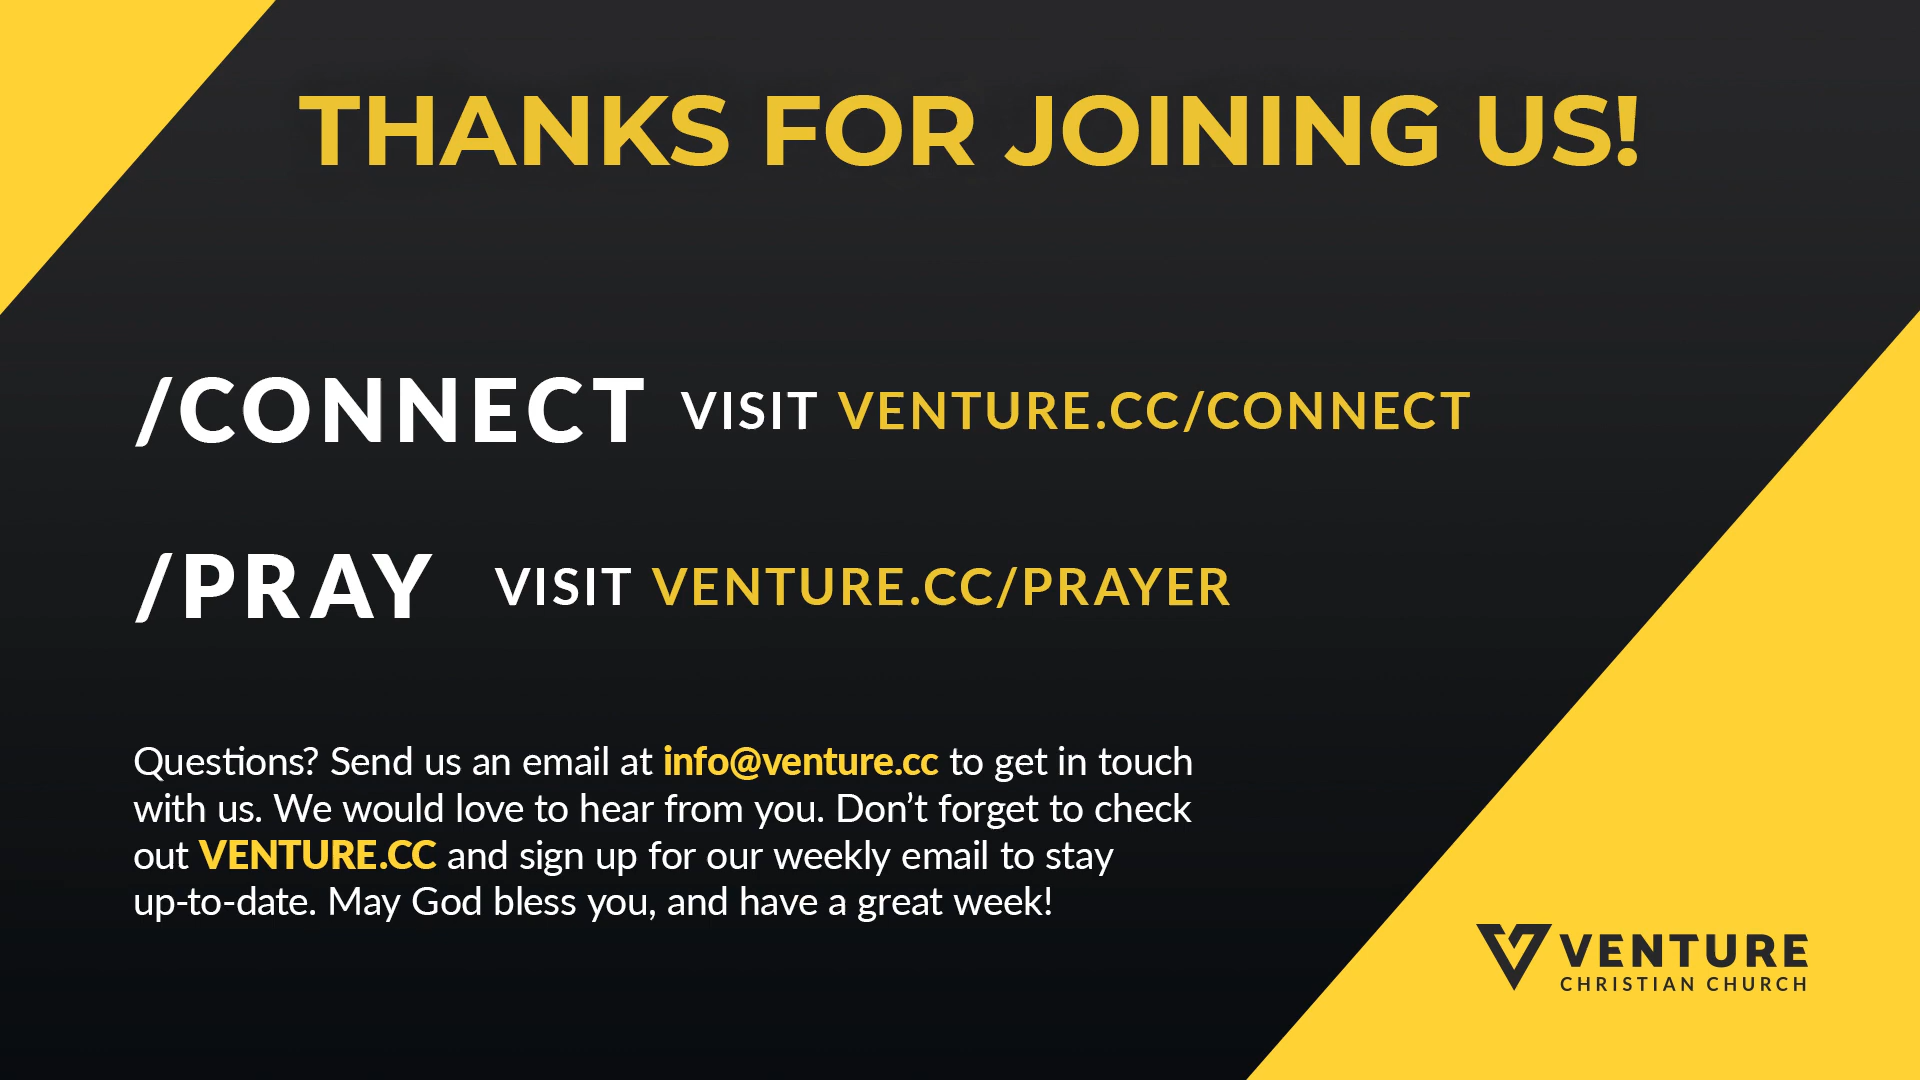 THANKS FOR JOINING US!
/CONNECT VISIT VENTURE.CC/CONNECT
/PRAY VISIT VENTURE.CC/PRAYER
Questions? Send us an email at info@venture.cc to get in touch
with us. We would love to hear from you. Don’t forget to check
out VENTURE.CC and sign up for our weekly email to stay
up-to-date. May God bless you, and have a great week!
VENTURE
CHRISTIAN CHURCH